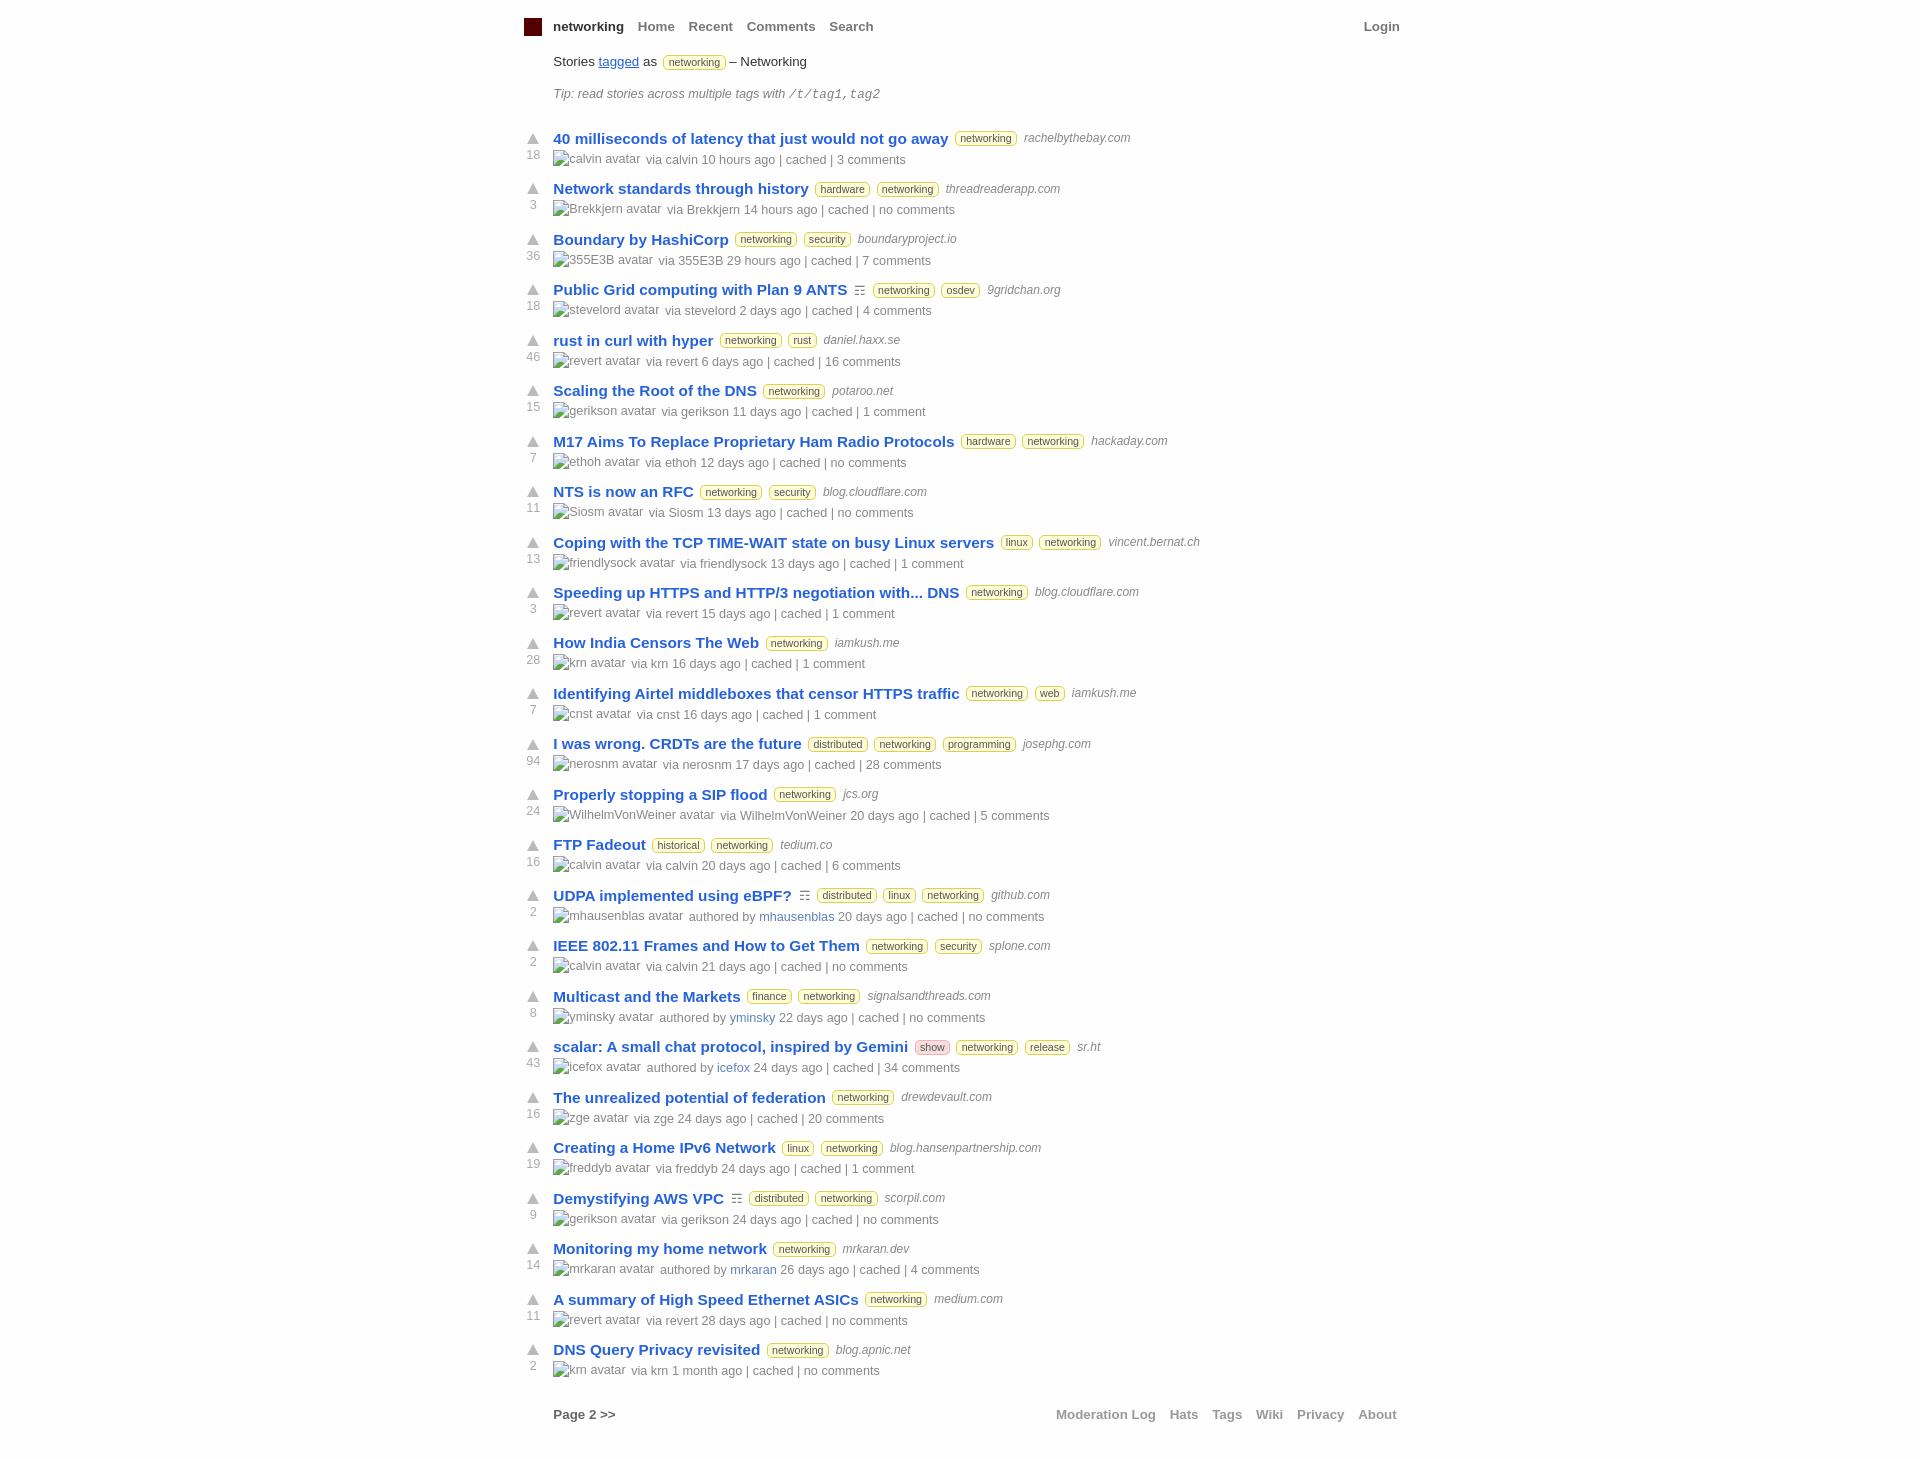 networking Home Recent Comments Search Login
Stories tagged as networking – Networking
Tip: read stories across multiple tags with /t/tag1,tag2
40 milliseconds of latency that just would not go away networking rachelbythebay.com
18 calvin avatar via calvin 10 hours ago | cached | 3 comments
Network standards through history hardware networking threadreaderapp.com
3 Brekkjern avatar via Brekkjern 14 hours ago | cached | no comments
Boundary by HashiCorp networking security boundaryproject.io
36 355E3B avatar via 355E3B 29 hours ago | cached | 7 comments
Public Grid computing with Plan 9 ANTS ☶ networking osdev 9gridchan.org
18 stevelord avatar via stevelord 2 days ago | cached | 4 comments
rust in curl with hyper networking rust daniel.haxx.se
46 revert avatar via revert 6 days ago | cached | 16 comments
Scaling the Root of the DNS networking potaroo.net
15 gerikson avatar via gerikson 11 days ago | cached | 1 comment
M17 Aims To Replace Proprietary Ham Radio Protocols hardware networking hackaday.com
7 ethoh avatar via ethoh 12 days ago | cached | no comments
NTS is now an RFC networking security blog.cloudflare.com
11 Siosm avatar via Siosm 13 days ago | cached | no comments
Coping with the TCP TIME-WAIT state on busy Linux servers linux networking vincent.bernat.ch
13 friendlysock avatar via friendlysock 13 days ago | cached | 1 comment
Speeding up HTTPS and HTTP/3 negotiation with... DNS networking blog.cloudflare.com
3 revert avatar via revert 15 days ago | cached | 1 comment
How India Censors The Web networking iamkush.me
28 krn avatar via krn 16 days ago | cached | 1 comment
Identifying Airtel middleboxes that censor HTTPS traffic networking web iamkush.me
7 cnst avatar via cnst 16 days ago | cached | 1 comment
I was wrong. CRDTs are the future distributed networking programming josephg.com
94 nerosnm avatar via nerosnm 17 days ago | cached | 28 comments
Properly stopping a SIP flood networking jcs.org
24 WilhelmVonWeiner avatar via WilhelmVonWeiner 20 days ago | cached | 5 comments
FTP Fadeout historical networking tedium.co
16 calvin avatar via calvin 20 days ago | cached | 6 comments
UDPA implemented using eBPF? ☶ distributed linux networking github.com
2 mhausenblas avatar authored by mhausenblas 20 days ago | cached | no comments
IEEE 802.11 Frames and How to Get Them networking security splone.com
2 calvin avatar via calvin 21 days ago | cached | no comments
Multicast and the Markets finance networking signalsandthreads.com
8 yminsky avatar authored by yminsky 22 days ago | cached | no comments
scalar: A small chat protocol, inspired by Gemini show networking release sr.ht
43 icefox avatar authored by icefox 24 days ago | cached | 34 comments
The unrealized potential of federation networking drewdevault.com
16 zge avatar via zge 24 days ago | cached | 20 comments
Creating a Home IPv6 Network linux networking blog.hansenpartnership.com
19 freddyb avatar via freddyb 24 days ago | cached | 1 comment
Demystifying AWS VPC ☶ distributed networking scorpil.com
9 gerikson avatar via gerikson 24 days ago | cached | no comments
Monitoring my home network networking mrkaran.dev
14 mrkaran avatar authored by mrkaran 26 days ago | cached | 4 comments
A summary of High Speed Ethernet ASICs networking medium.com
11 revert avatar via revert 28 days ago | cached | no comments
DNS Query Privacy revisited networking blog.apnic.net
2 krn avatar via krn 1 month ago | cached | no comments
Page 2 >> Moderation Log Hats Tags Wiki Privacy About